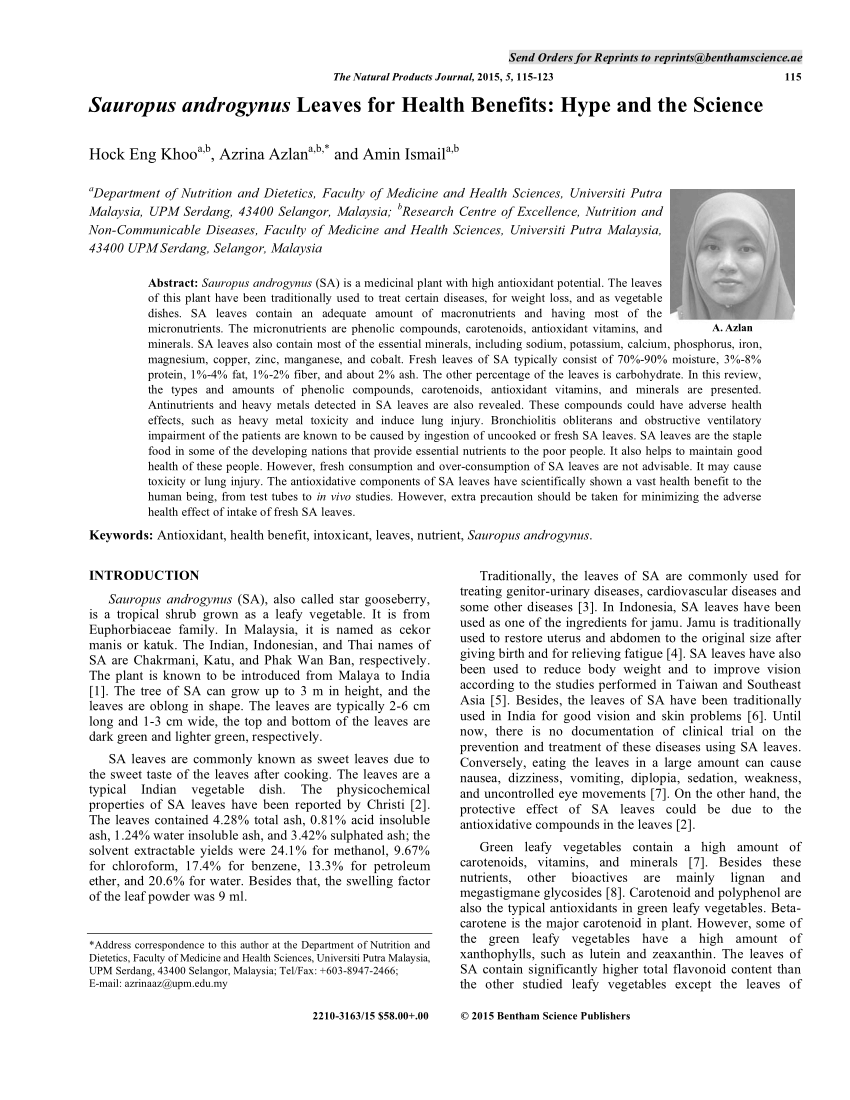 Send Orders for Reprints to reprints@benthamscience.ae
The Natural Products Journal, 2015, 5, 115-123
115
Sauropus androgynus Leaves for Health Benefits: Hype and the Science
Hock Eng Khooa,b, Azrina Azlana,b,* and Amin Ismaila,b
aDepartment of Nutrition and Dietetics, Faculty of Medicine and Health Sciences, Universiti Putra
Malaysia, UPM Serdang, 43400 Selangor, Malaysia; bResearch Centre of Excellence, Nutrition and
Non-Communicable Diseases, Faculty of Medicine and Health Sciences, Universiti Putra Malaysia,
43400 UPM Serdang, Selangor, Malaysia
A. Azlan
Abstract: Sauropus androgynus (SA) is a medicinal plant with high antioxidant potential. The leaves
of this plant have been traditionally used to treat certain diseases, for weight loss, and as vegetable
dishes. SA leaves contain an adequate amount of macronutrients and having most of the
micronutrients. The micronutrients are phenolic compounds, carotenoids, antioxidant vitamins, and
minerals. SA leaves also contain most of the essential minerals, including sodium, potassium, calcium, phosphorus, iron,
magnesium, copper, zinc, manganese, and cobalt. Fresh leaves of SA typically consist of 70%-90% moisture, 3%-8%
protein, 1%-4% fat, 1%-2% fiber, and about 2% ash. The other percentage of the leaves is carbohydrate. In this review,
the types and amounts of phenolic compounds, carotenoids, antioxidant vitamins, and minerals are presented.
Antinutrients and heavy metals detected in SA leaves are also revealed. These compounds could have adverse health
effects, such as heavy metal toxicity and induce lung injury. Bronchiolitis obliterans and obstructive ventilatory
impairment of the patients are known to be caused by ingestion of uncooked or fresh SA leaves. SA leaves are the staple
food in some of the developing nations that provide essential nutrients to the poor people. It also helps to maintain good
health of these people. However, fresh consumption and over-consumption of SA leaves are not advisable. It may cause
toxicity or lung injury. The antioxidative components of SA leaves have scientifically shown a vast health benefit to the
human being, from test tubes to in vivo studies. However, extra precaution should be taken for minimizing the adverse
health effect of intake of fresh SA leaves.
Keywords: Antioxidant, health benefit, intoxicant, leaves, nutrient, Sauropus androgynus.
INTRODUCTION
Sauropus androgynus (SA), also called star gooseberry,
is a tropical shrub grown as a leafy vegetable. It is from
Euphorbiaceae family. In Malaysia, it is named as cekor
manis or katuk. The Indian, Indonesian, and Thai names of
SA are Chakrmani, Katu, and Phak Wan Ban, respectively.
The plant is known to be introduced from Malaya to India
[1]. The tree of SA can grow up to 3 m in height, and the
leaves are oblong in shape. The leaves are typically 2-6 cm
long and 1-3 cm wide, the top and bottom of the leaves are
dark green and lighter green, respectively.
SA leaves are commonly known as sweet leaves due to
the sweet taste of the leaves after cooking. The leaves are a
typical Indian vegetable dish. The physicochemical
properties of SA leaves have been reported by Christi [2].
The leaves contained 4.28% total ash, 0.81% acid insoluble
ash, 1.24% water insoluble ash, and 3.42% sulphated ash; the
solvent extractable yields were 24.1% for methanol, 9.67%
for chloroform, 17.4% for benzene, 13.3% for petroleum
ether, and 20.6% for water. Besides that, the swelling factor
of the leaf powder was 9 ml.
*Address correspondence to this author at the Department of Nutrition and
Dietetics, Faculty of Medicine and Health Sciences, Universiti Putra Malaysia,
UPM Serdang, 43400 Selangor, Malaysia; Tel/Fax: +603-8947-2466;
E-mail: azrinaaz@upm.edu.my
Traditionally, the leaves of SA are commonly used for
treating genitor-urinary diseases, cardiovascular diseases and
some other diseases [3]. In Indonesia, SA leaves have been
used as one of the ingredients for jamu. Jamu is traditionally
used to restore uterus and abdomen to the original size after
giving birth and for relieving fatigue [4]. SA leaves have also
been used to reduce body weight and to improve vision
according to the studies performed in Taiwan and Southeast
Asia [5]. Besides, the leaves of SA have been traditionally
used in India for good vision and skin problems [6]. Until
now, there is no documentation of clinical trial on the
prevention and treatment of these diseases using SA leaves.
Conversely, eating the leaves in a large amount can cause
nausea, dizziness, vomiting, diplopia, sedation, weakness,
and uncontrolled eye movements [7]. On the other hand, the
protective effect of SA leaves could be due to the
antioxidative compounds in the leaves [2].
Green leafy vegetables contain a high amount of
carotenoids, vitamins, and minerals [7]. Besides these
nutrients, other bioactives are mainly lignan and
megastigmane glycosides [8]. Carotenoid and polyphenol are
also the typical antioxidants in green leafy vegetables. Beta-
carotene is the major carotenoid in plant. However, some of
the green leafy vegetables have a high amount of
xanthophylls, such as lutein and zeaxanthin. The leaves of
SA contain significantly higher total flavonoid content than
the other studied leafy vegetables except the leaves of
2210-3163/15 $58.00+.00
© 2015 Bentham Science Publishers